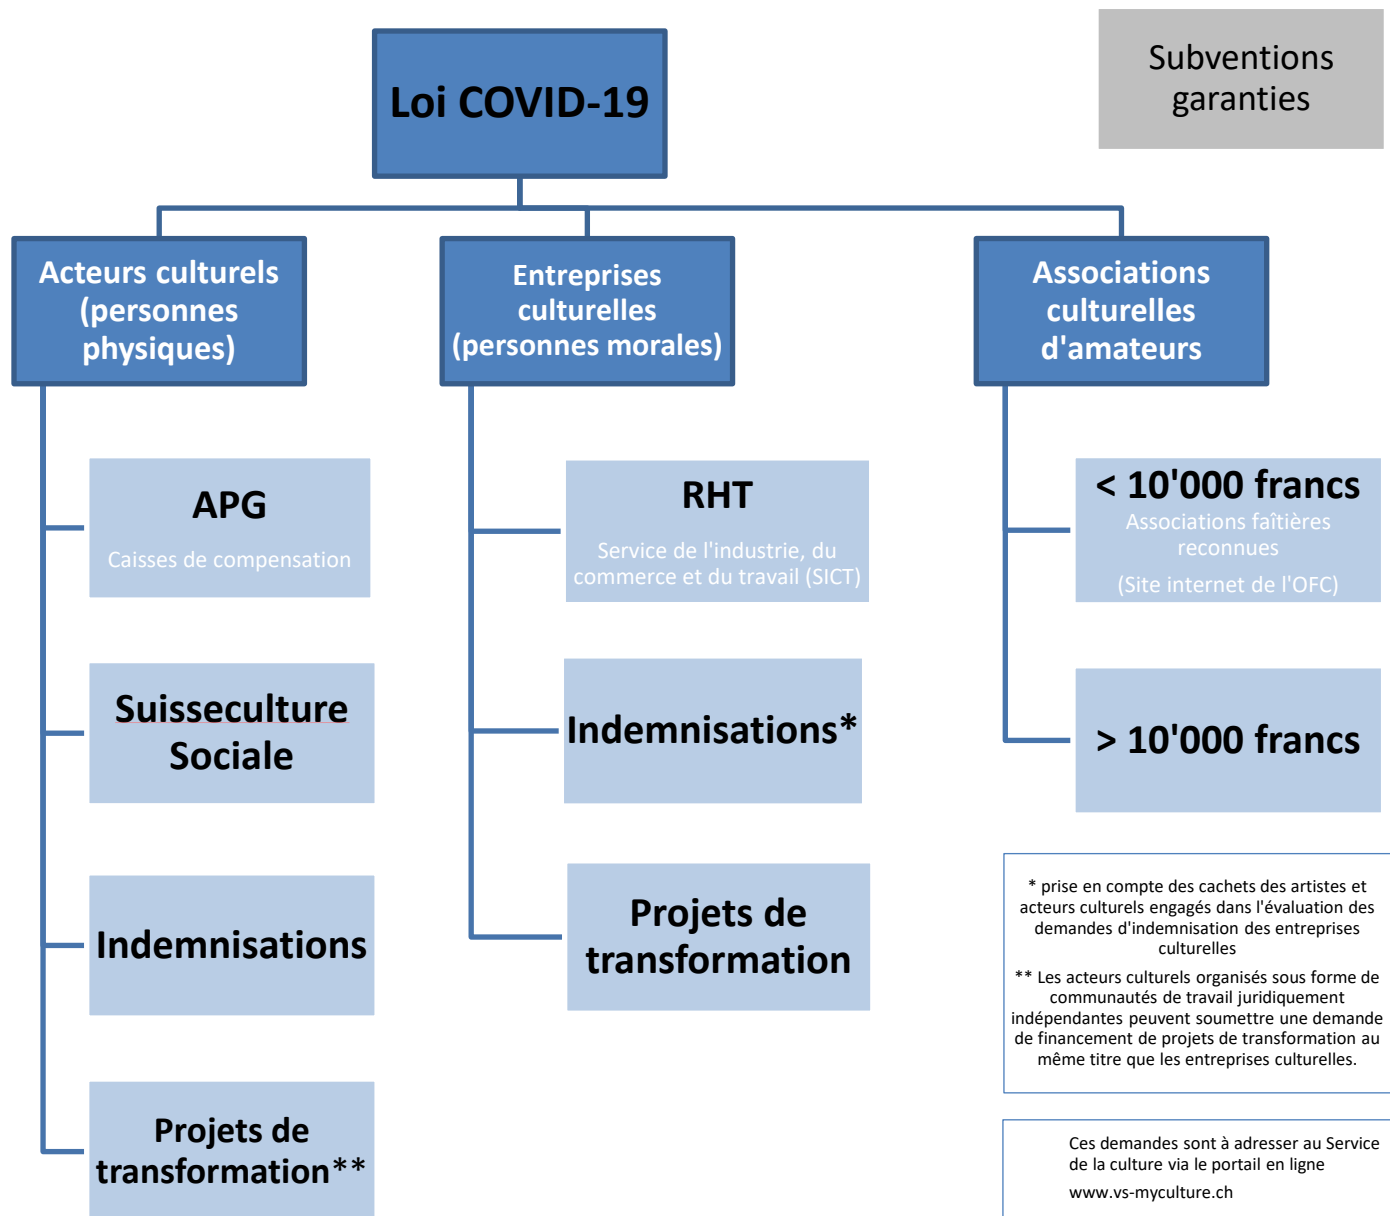 Loi COVID-19
Subventions
garanties
Acteurs culturels
(personnes
physiques)
Entreprises
culturelles
(personnes morales)
Associations
culturelles
d'amateurs
APG
Caisses de compensation
Suisseculture
Sociale
Indemnisations
Projets de
transformation**
RHT
Service de l'industrie, du
commerce et du travail (SICT)
Indemnisations*
Projets de
transformation
< 10'000 francs
Associations faîtières
reconnues
(Site internet de l'OFC)
> 10'000 francs
* prise en compte des cachets des artistes et
acteurs culturels engagés dans l'évaluation des
demandes d'indemnisation des entreprises
culturelles
** Les acteurs culturels organisés sous forme de
communautés de travail juridiquement
indépendantes peuvent soumettre une demande
de financement de projets de transformation au
même titre que les entreprises culturelles.
Ces demandes sont à adresser au Service
de la culture via le portail en ligne
www.vs-myculture.ch